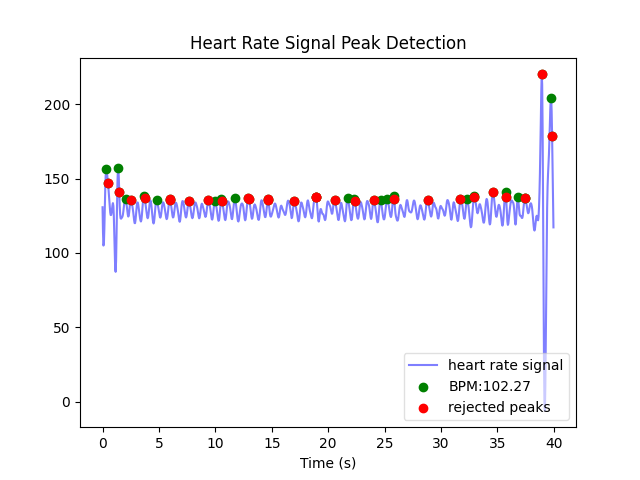 Heart Rate Signal Peak Detection
200
150
100
50
0
heart rate signal
BPM:102.27
rejected peaks
0 5 10 15 20 25 30 35 40
Time (s)